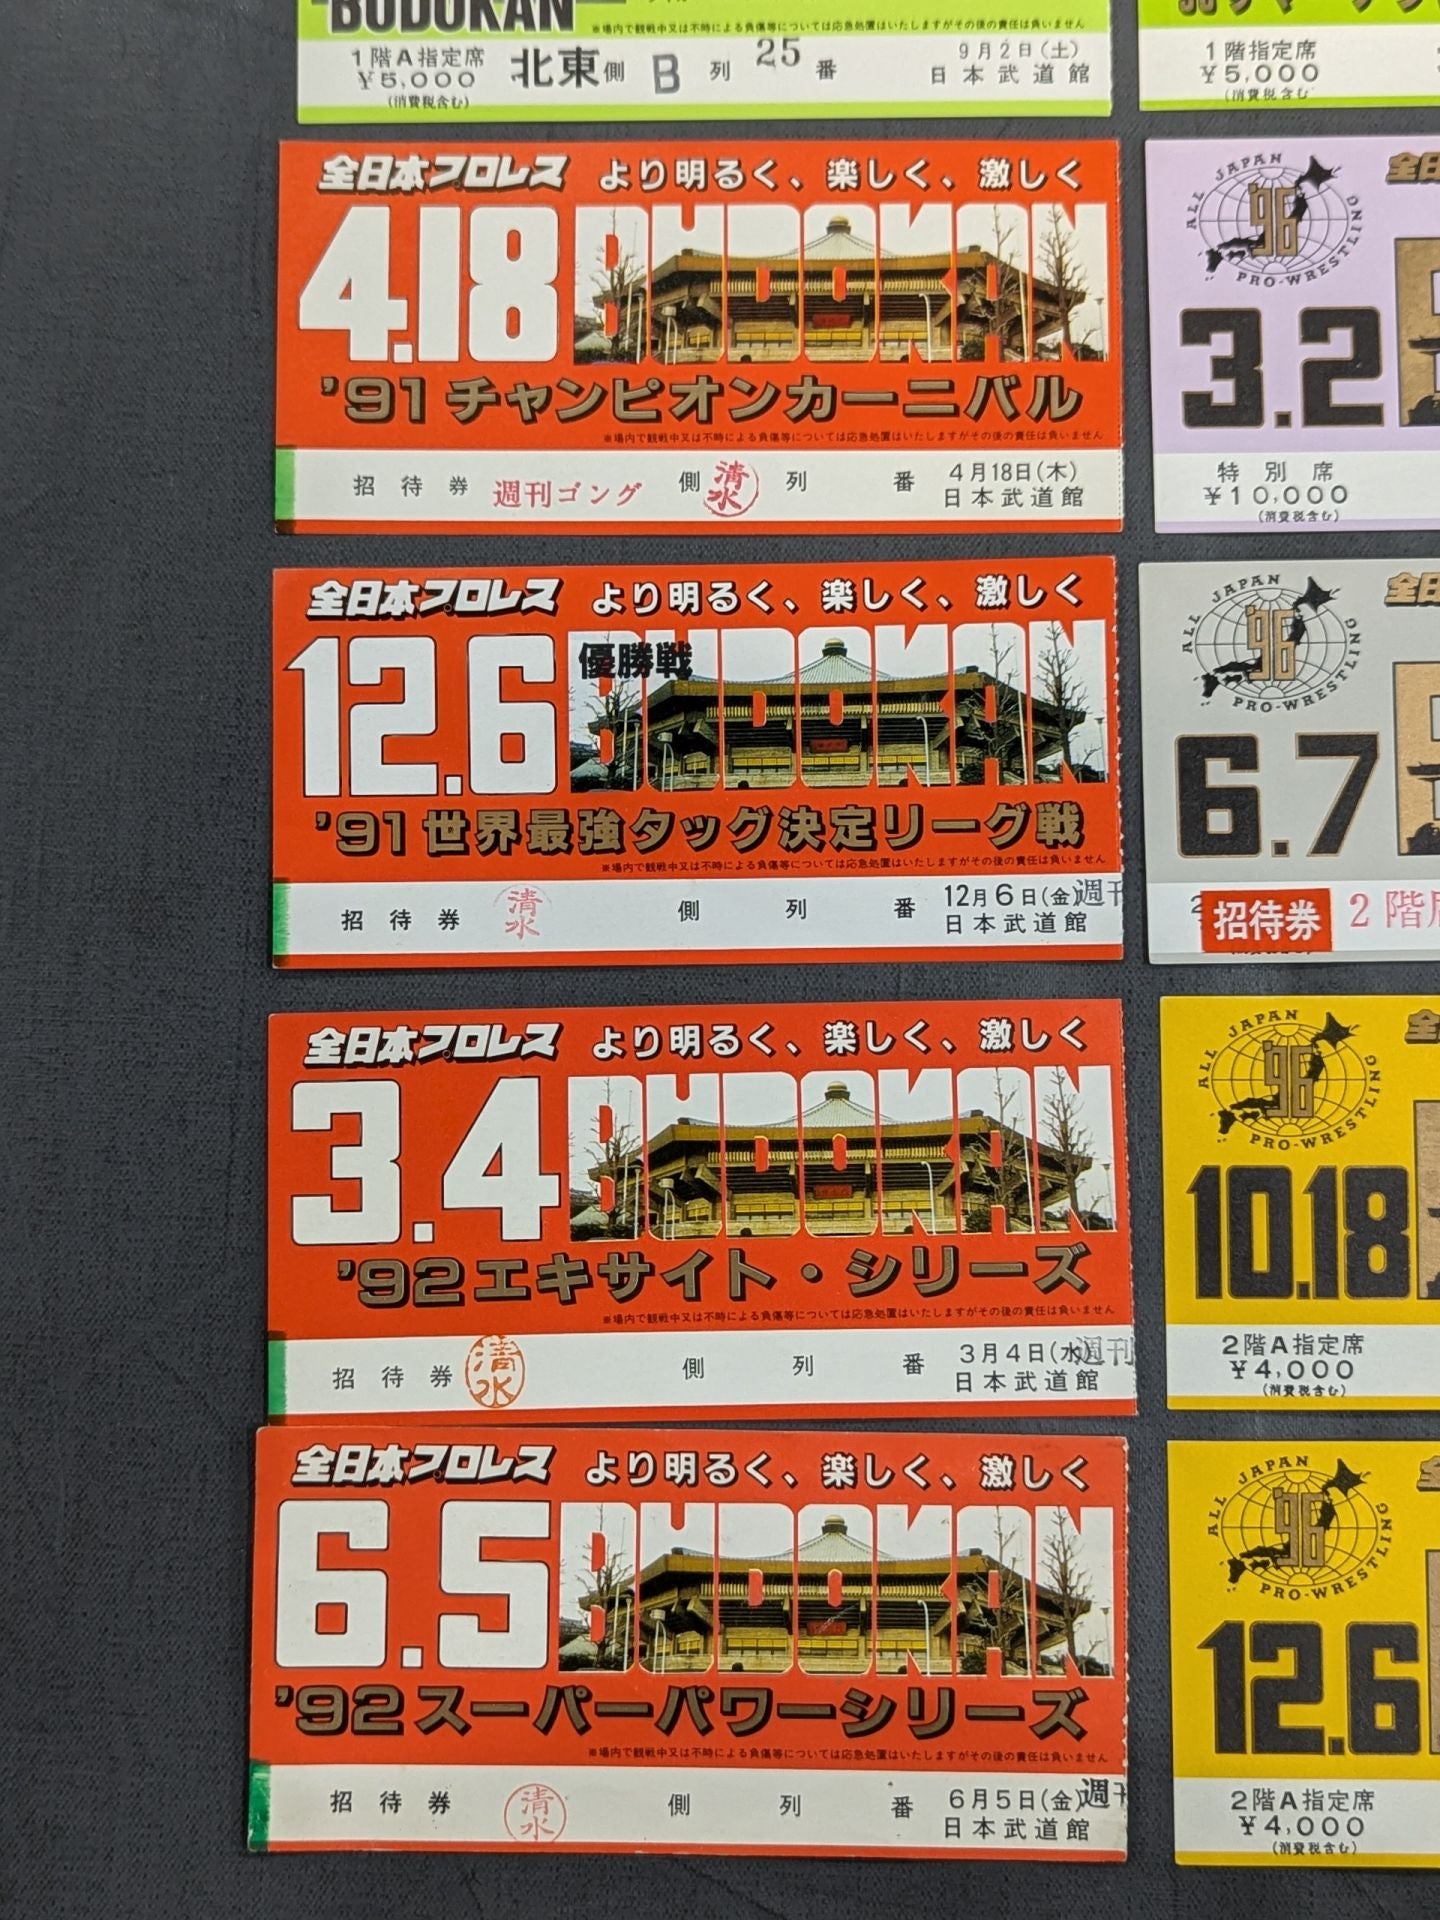 BUDOKAN
※場内で観戦中又は不時による負傷等については応急処置はいたしますがその後の責任は負いません
1階A指定席
¥5,000
(消費税含む)
北東側 B 列 25 番
9月2日(土)
日本武道館
1階指定席
¥5,000
(消費税含む)
全日本プロレス より明るく、楽しく、激しく
4.18 BUDOKAN
'91 チャンピオンカーニバル
※場内で観戦中又は不時による負傷等については応急処置はいたしますがその後の責任は負いません
招待券 週刊ゴング 側 清水 列 番
4月18日(木)
日本武道館
ALL JAPAN
'96
PRO-WRESTLING
3.2
特別席
¥10,000
(消費税含む)
全日本プロレス より明るく、楽しく、激しく
12.6 BUDOKAN
優勝戦
'91 世界最強タッグ決定リーグ戦
※場内で観戦中又は不時による負傷等については応急処置はいたしますがその後の責任は負いません
招待券 清水 側 列 番
12月6日(金)週刊
日本武道館
ALL JAPAN
'96
PRO-WRESTLING
6.7
招待券 2階席
全日本プロレス より明るく、楽しく、激しく
3.4 BUDOKAN
'92 エキサイト・シリーズ
※場内で観戦中又は不時による負傷等については応急処置はいたしますがその後の責任は負いません
招待券 清水 側 列 番
3月4日(水)週刊
日本武道館
ALL JAPAN
'96
PRO-WRESTLING
10.18
2階A指定席
¥4,000
(消費税含む)
全日本プロレス より明るく、楽しく、激しく
6.5 BUDOKAN
'92 スーパーパワーシリーズ
※場内で観戦中又は不時による負傷等については応急処置はいたしますがその後の責任は負いません
招待券 清水 側 列 番
6月5日(金)週
日本武道館
ALL JAPAN
'96
PRO-WRESTLING
12.6
2階A指定席
¥4,000
(消費税含む)